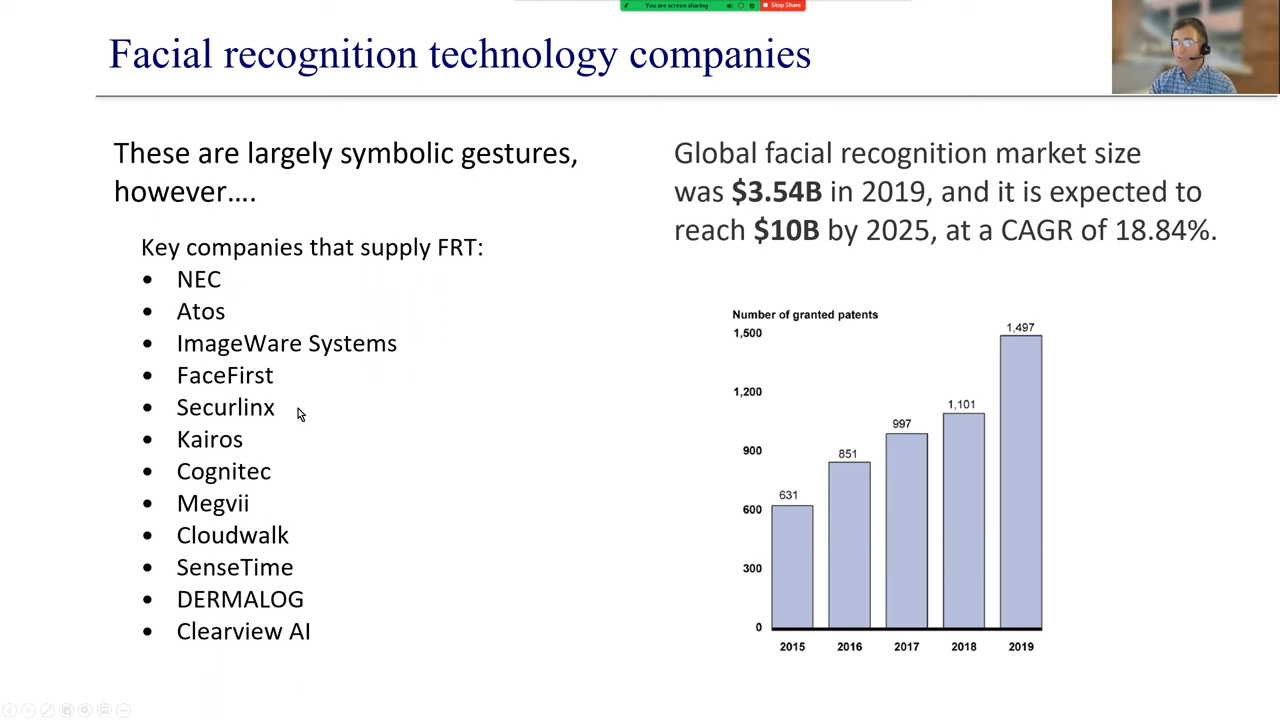 You are screen sharing
Stop Share
Facial recognition technology companies
These are largely symbolic gestures,
however….
Key companies that supply FRT:
• NEC
• Atos
• ImageWare Systems
• FaceFirst
• Securlinx
• Kairos
• Cognitec
• Megvii
• Cloudwalk
• SenseTime
• DERMALOG
• Clearview AI
Global facial recognition market size
was $3.54B in 2019, and it is expected to
reach $10B by 2025, at a CAGR of 18.84%.
Number of granted patents
1,500
1,200
900
600
300
0
631
851
997
1,101
1,497
2015 2016 2017 2018 2019